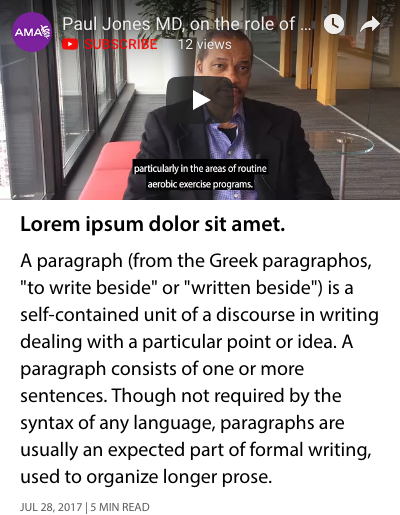 AMA
Paul Jones MD, on the role of ...
SUBSCRIBE
12 views
particularly in the areas of routine
aerobic exercise programs.
Lorem ipsum dolor sit amet.
A paragraph (from the Greek paragraphos,
"to write beside" or "written beside") is a
self-contained unit of a discourse in writing
dealing with a particular point or idea. A
paragraph consists of one or more
sentences. Though not required by the
syntax of any language, paragraphs are
usually an expected part of formal writing,
used to organize longer prose.
JUL 28, 2017 | 5 MIN READ